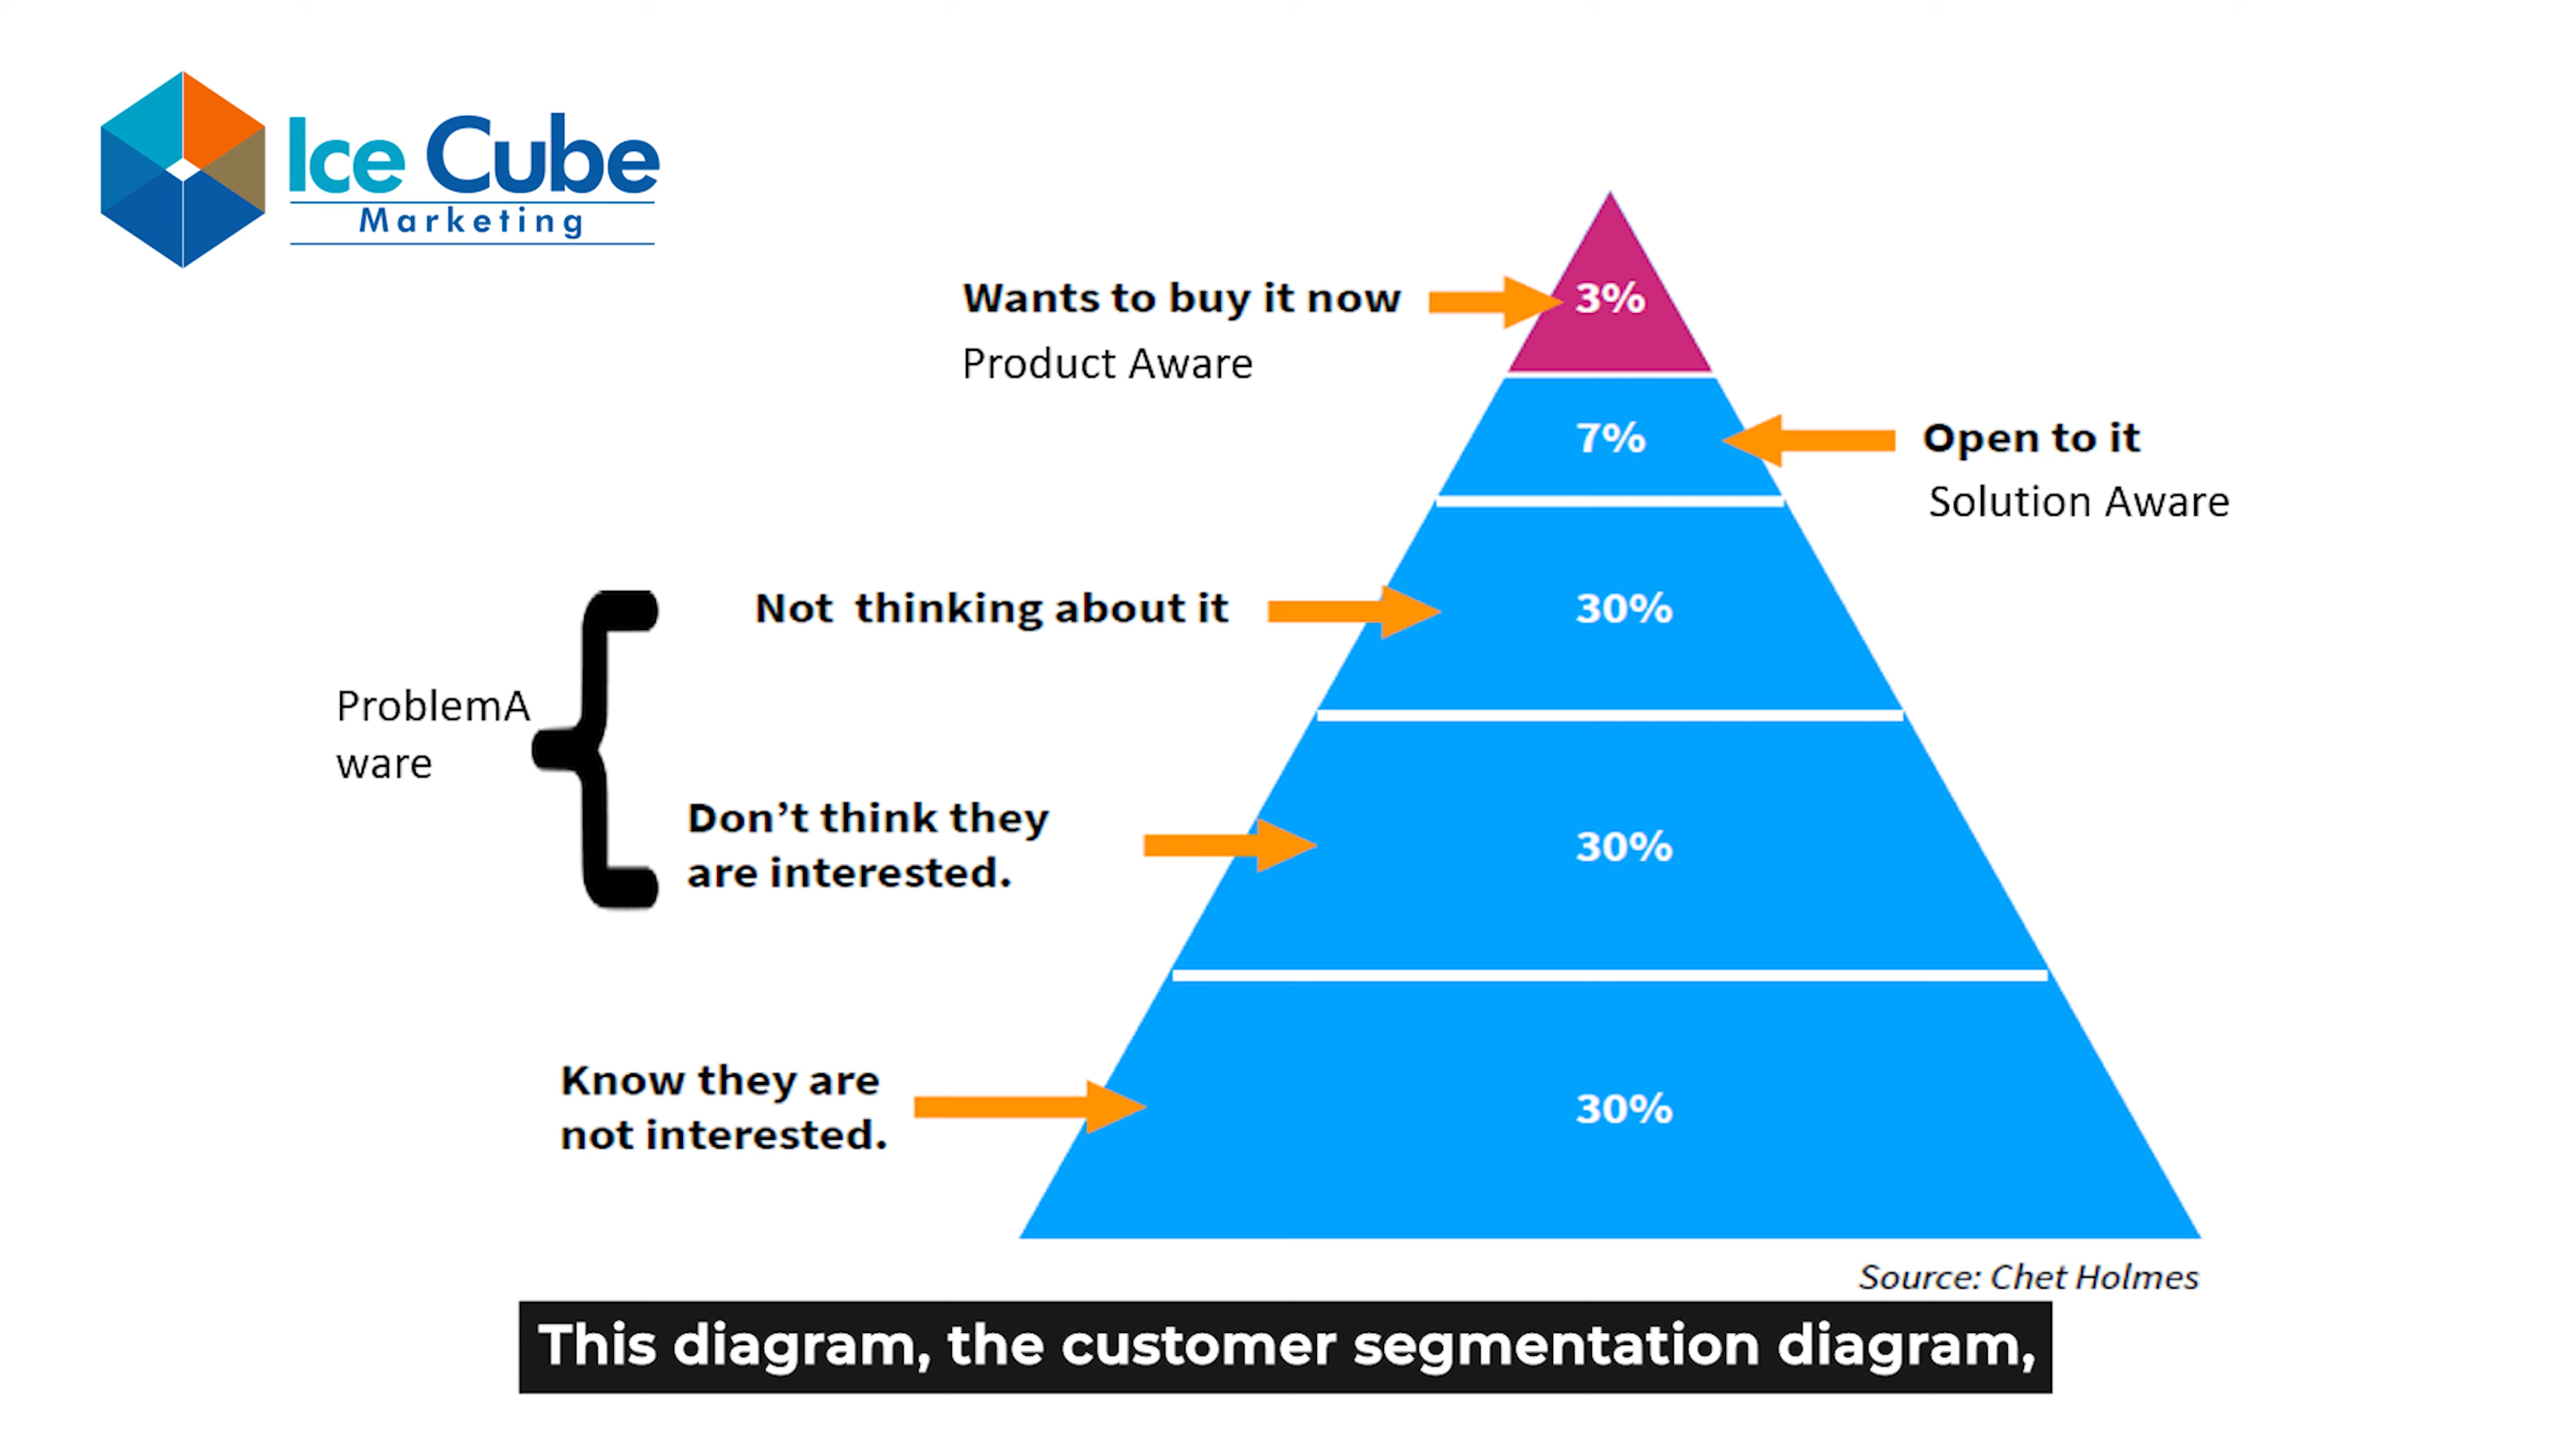 Ice Cube
Marketing
Wants to buy it now
3%
Product Aware
7%
Open to it
Solution Aware
Not thinking about it
30%
ProblemA
ware
Don't think they
are interested.
30%
Know they are
not interested.
30%
Source: Chet Holmes
This diagram, the customer segmentation diagram,